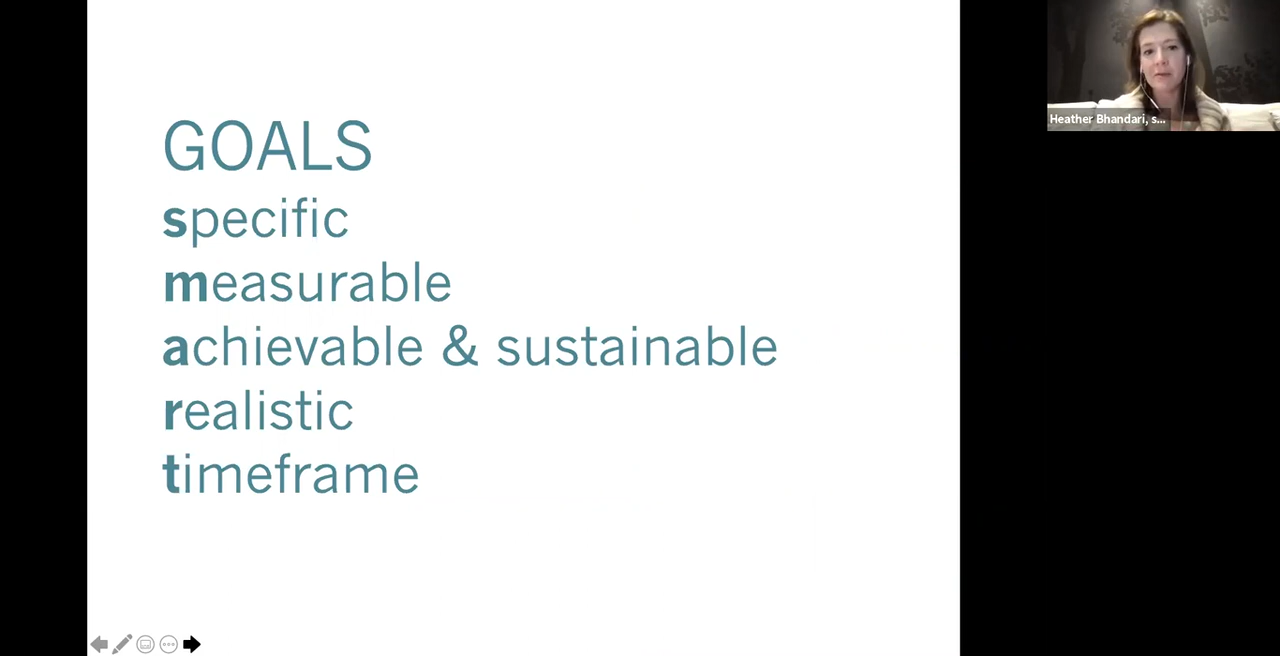 GOALS
specific
measurable
achievable & sustainable
realistic
timeframe
Heather Bhandari, s...